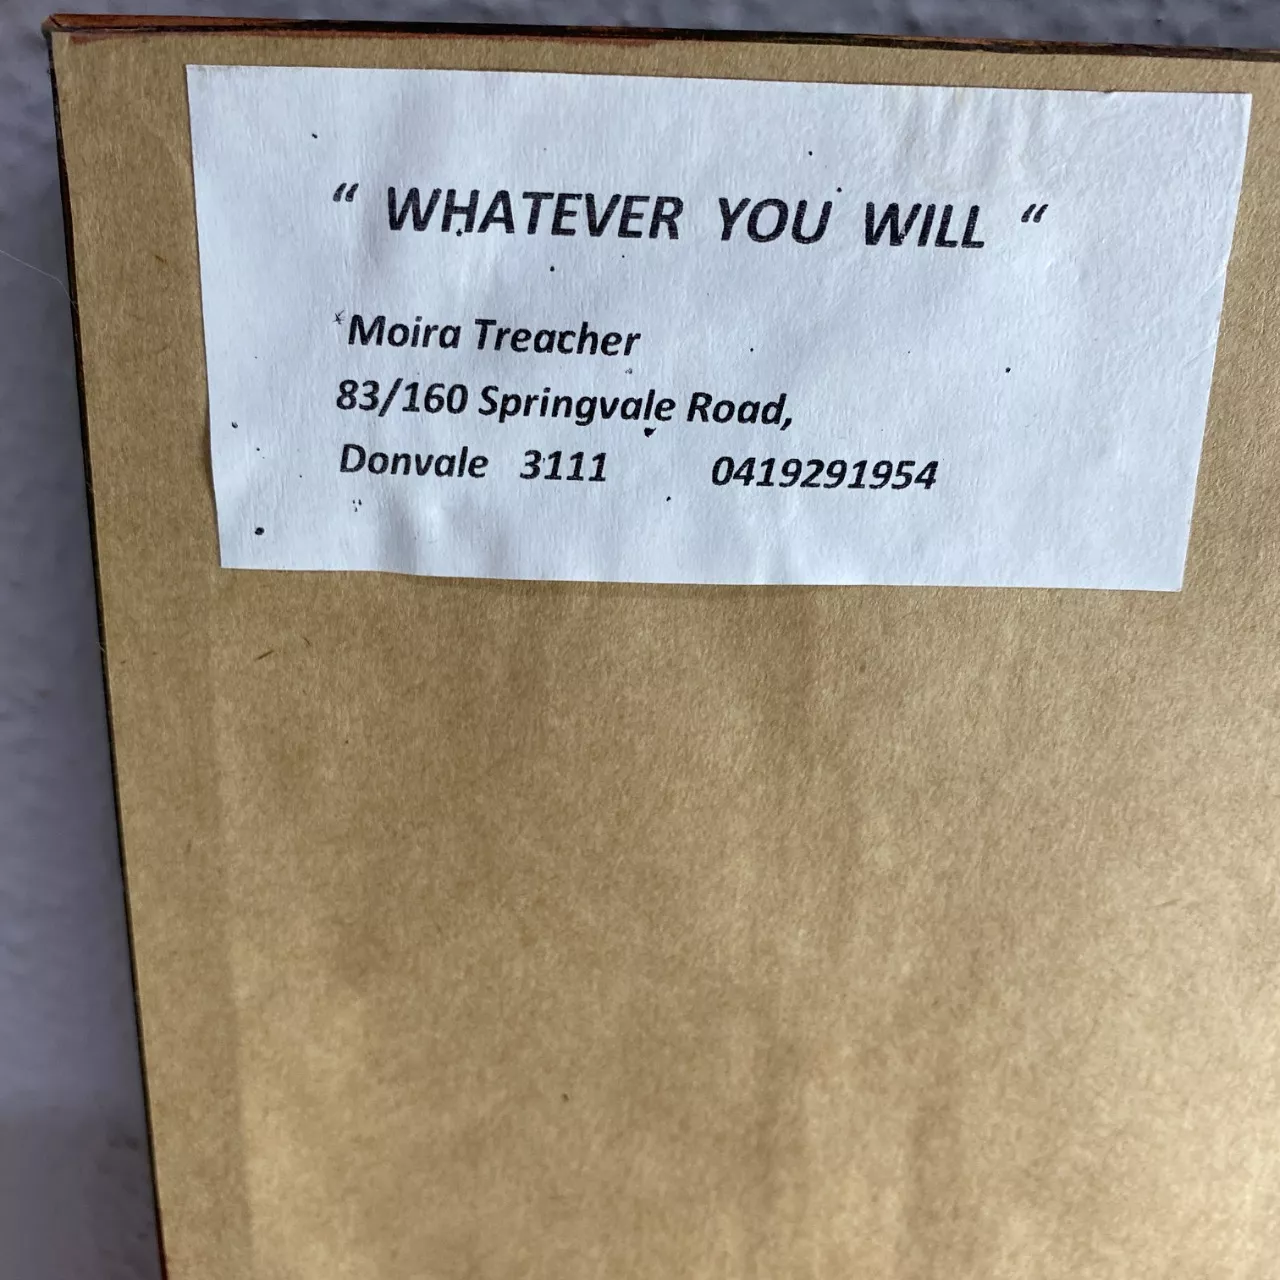 “ WHATEVER YOU WILL “
Moira Treacher
83/160 Springvale Road,
Donvale 3111 0419291954